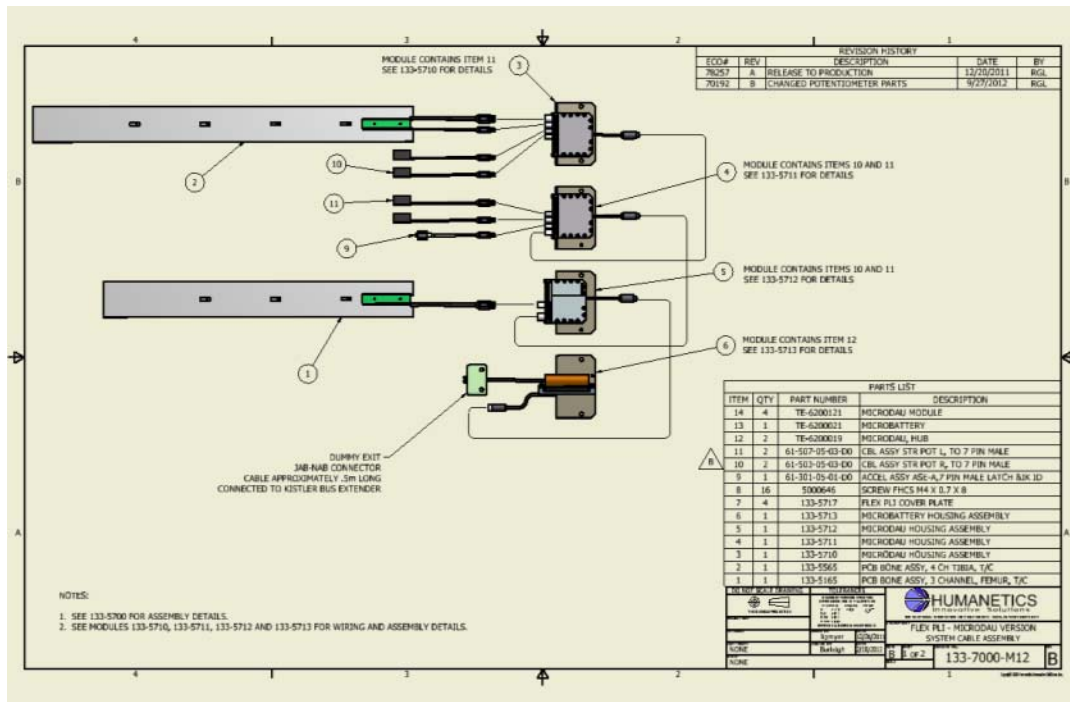 4 3 2 1
MODULE CONTAINS ITEM 11
SEE 133-5710 FOR DETAILS
3
REVISION HISTORY
ECO# REV DESCRIPTION DATE BY
78257 A RELEASE TO PRODUCTION 12/20/2011 RGL
70192 B CHANGED POTENTIOMETER PARTS 9/27/2012 RGL
10
2
4
MODULE CONTAINS ITEMS 10 AND 11
SEE 133-5711 FOR DETAILS
B B
11
9
5
MODULE CONTAINS ITEMS 10 AND 11
SEE 133-5712 FOR DETAILS
6
MODULE CONTAINS ITEM 12
SEE 133-5713 FOR DETAILS
1
DUMMY EXIT
JAB-NAB CONNECTOR
CABLE APPROXIMATELY .5m LONG
CONNECTED TO KISTLER BUS EXTENDER
PARTS LIST
ITEM QTY PART NUMBER DESCRIPTION
14 4 TE-6200121 MICRODAU MODULE
13 1 TE-6200021 MICROBATTERY
12 2 TE-6200019 MICRODAU, HUB
B
11 2 61-507-05-03-D0 CBL ASSY STR POT L, TO 7 PIN MALE
10 2 61-503-05-03-D0 CBL ASSY STR POT R, TO 7 PIN MALE
9 1 61-301-05-01-D0 ACCEL ASSY ASE-A,7 PIN MALE LATCH
8 16 5000646 SCREW FHCS M4 X 0.7 X 8
7 4 133-5717 FLEX PLI COVER PLATE
6 1 133-5713 MICROBATTERY HOUSING ASSEMBLY
5 1 133-5712 MICRODAU HOUSING ASSEMBLY
4 1 133-5711 MICRODAU HOUSING ASSEMBLY
3 1 133-5710 MICRODAU HOUSING ASSEMBLY
2 1 133-5565 PCB BONE ASSY, 4 CH TIBIA, T/C
1 1 133-5165 PCB BONE ASSY, 3 CHANNEL, FEMUR, T/C
A A
NOTES:
1. SEE 133-5700 FOR ASSEMBLY DETAILS.
2. SEE MODULES 133-5710, 133-5711, 133-5712 AND 133-5713 FOR WIRING AND ASSEMBLY DETAILS.
DO NOT SCALE DRAWING
TOLERANCES
HUMANETICS
Innovative Solutions
FLEX PLI - MICRODAU VERSION
SYSTEM CABLE ASSEMBLY
NONE
NONE
B 1 OF 2 133-7000-M12 B
4 3 2 1